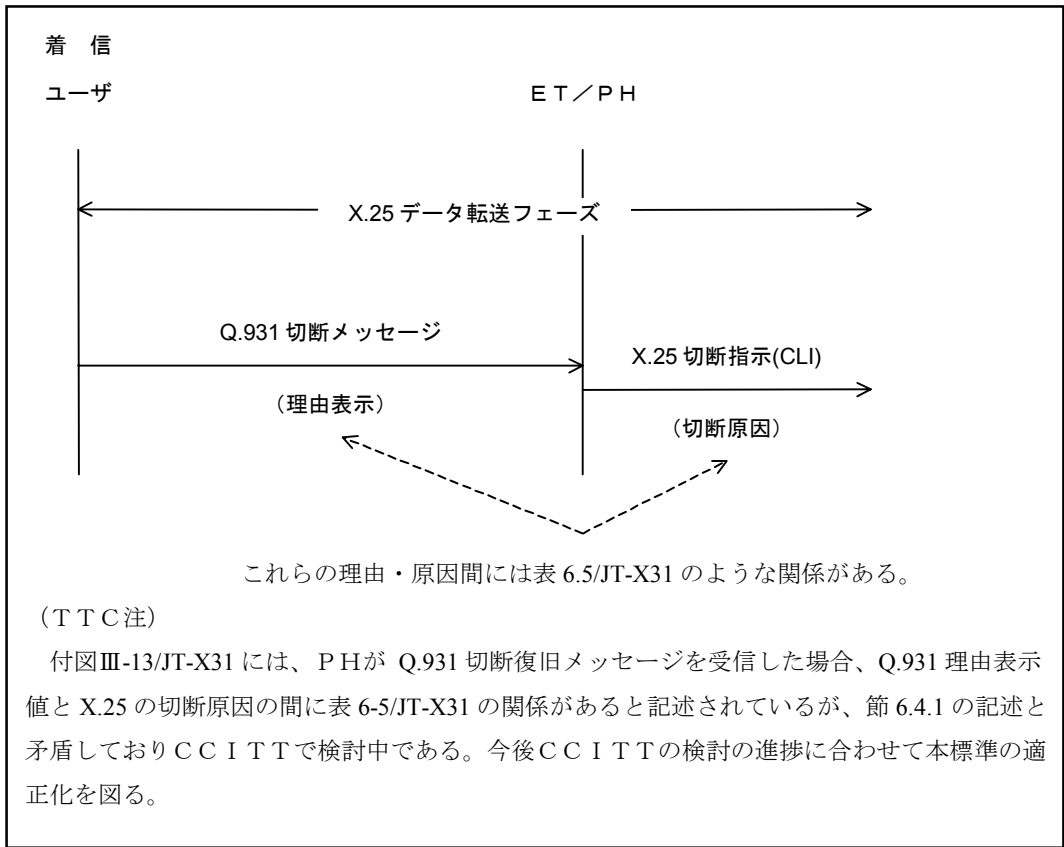 着　信
ユーザ　ＥＴ／ＰＨ
X.25 データ転送フェーズ
Q.931 切断メッセージ
X.25 切断指示(CLI)
（理由表示）
（切断原因）
これらの理由・原因間には表 6.5/JT-X31 のような関係がある。
（ＴＴＣ注）
付図Ⅲ-13/JT-X31 には、ＰＨが Q.931 切断復旧メッセージを受信した場合、Q.931 理由表示
値と X.25 の切断原因の間に表 6-5/JT-X31 の関係があると記述されているが、節 6.4.1 の記述と
矛盾しておりＣＣＩＴＴで検討中である。今後ＣＣＩＴＴの検討の進捗に合わせて本標準の適
正化を図る。